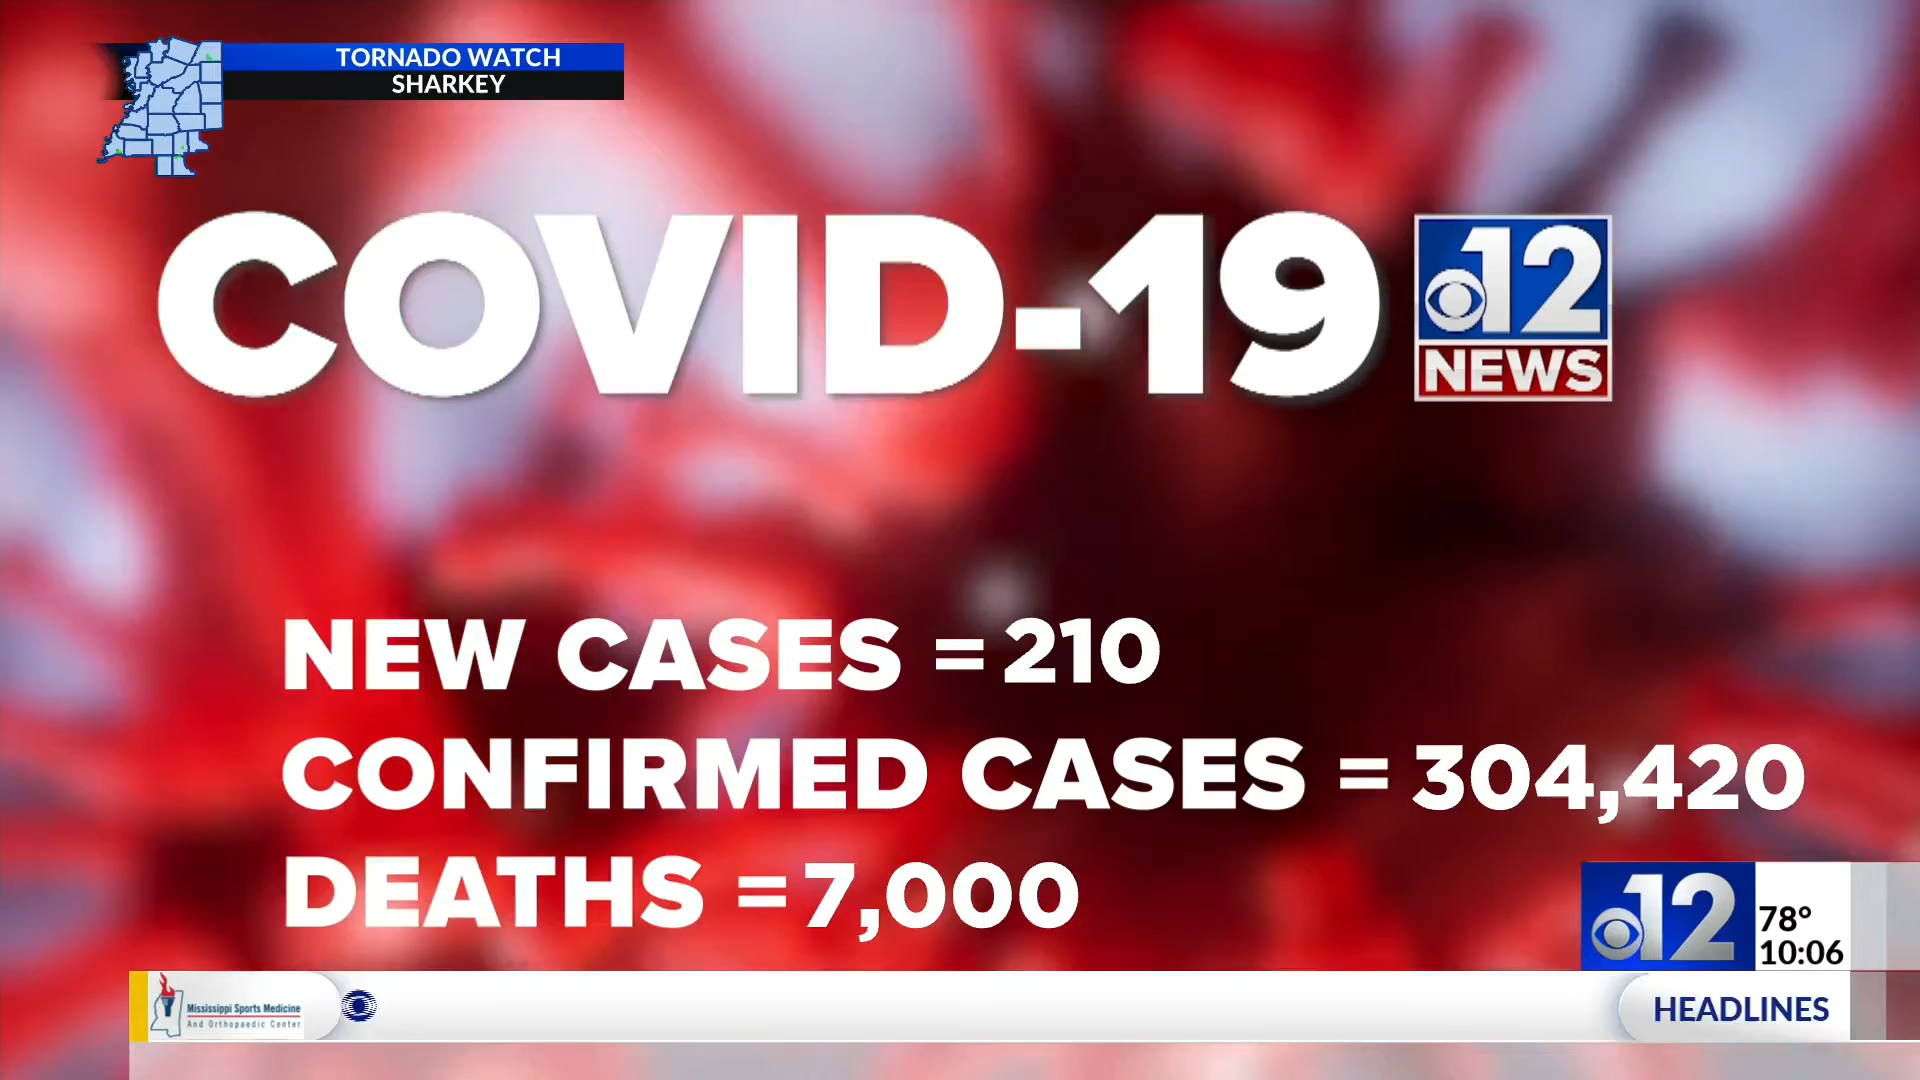 TORNADO WATCH
SHARKEY
COVID-19
12
NEWS
NEW CASES = 210
CONFIRMED CASES = 304,420
DEATHS = 7,000
12
78°
10:06
Mississippi Sports Medicine
And Orthopaedic Center
HEADLINES